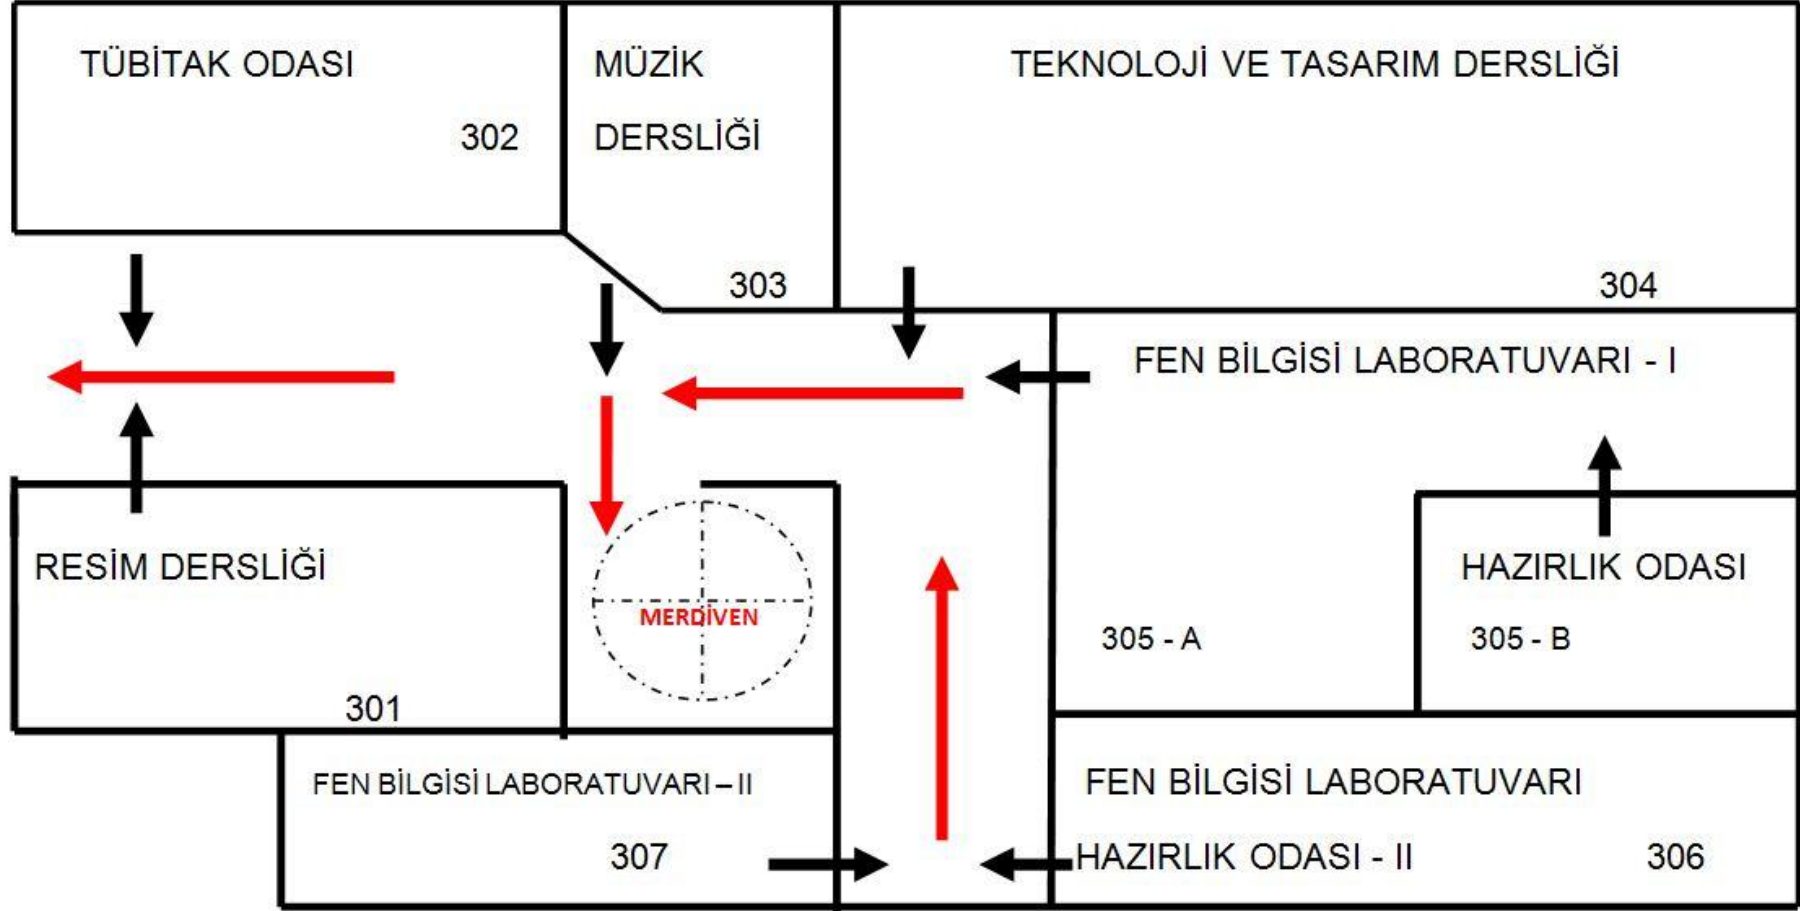 TÜBİTAK ODASI
302
MÜZİK
DERSLİĞİ
303
TEKNOLOJİ VE TASARIM DERSLİĞİ
304
FEN BİLGİSİ LABORATUVARI - I
305 - A
HAZIRLIK ODASI
305 - B
RESİM DERSLİĞİ
301
MERDİVEN
FEN BİLGİSİ LABORATUVARI – II
307
FEN BİLGİSİ LABORATUVARI
HAZIRLIK ODASI - II
306